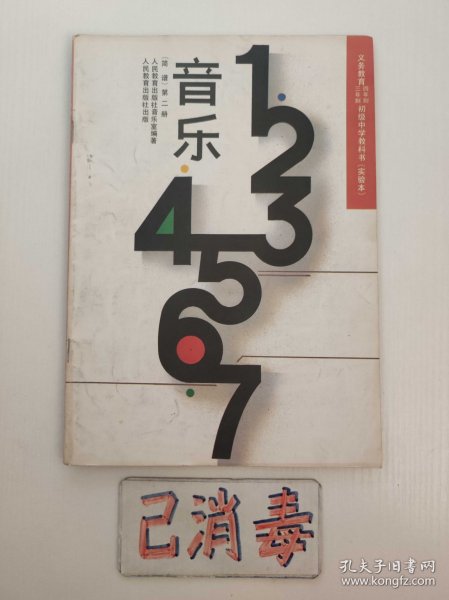 义务教育三年制四年制初级中学教科书（实验本）
音乐
（简谱）第二册
人民教育出版社音乐室编著
人民教育出版社出版
1
2
3
4
5
6
7
已消毒
孔夫子旧书网
www.kongfz.com